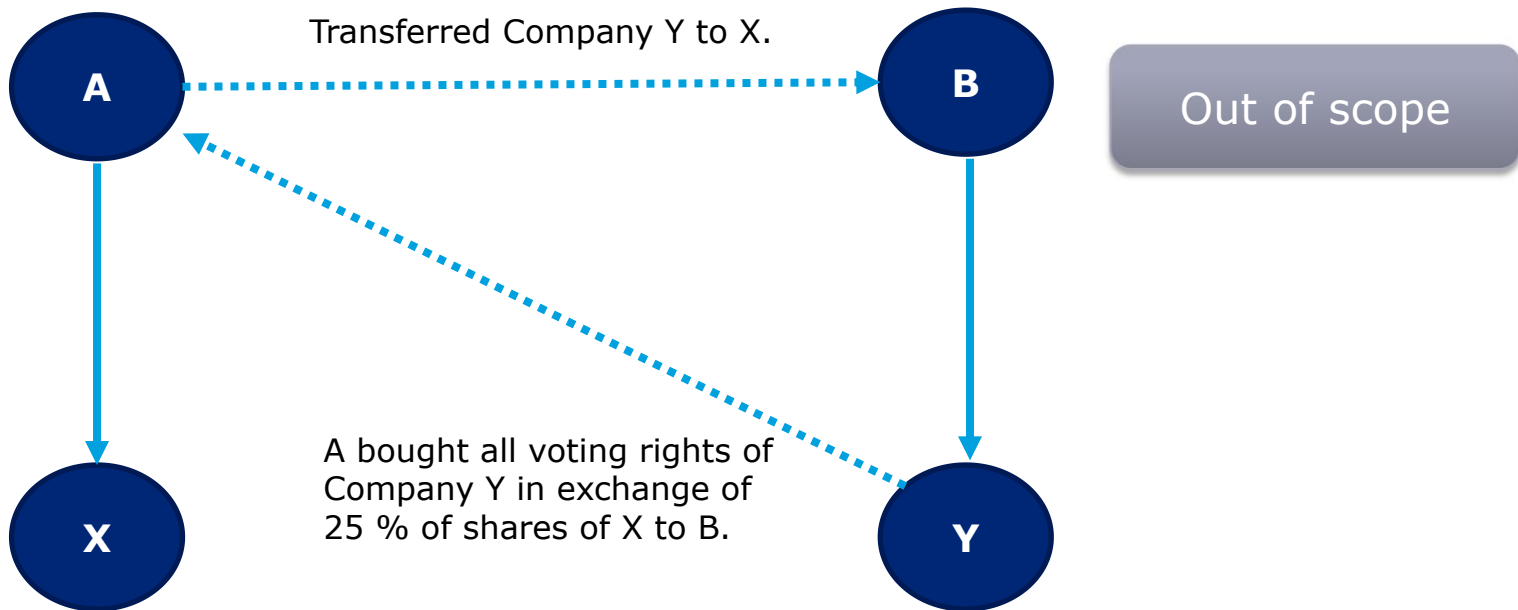 Transferred Company Y to X.
A
B
Out of scope
A bought all voting rights of
Company Y in exchange of
25 % of shares of X to B.
X
Y